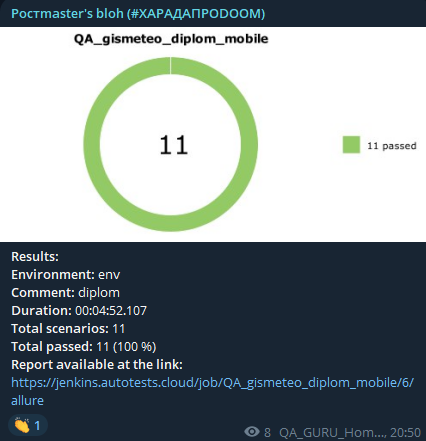 Ростmaster's bloh (#ХАРАДАПРОDOOM)
QA_gismeteo_diplom_mobile
11
11 passed
Results:
Environment: env
Comment: diplom
Duration: 00:04:52.107
Total scenarios: 11
Total passed: 11 (100 %)
Report available at the link:
https://jenkins.autotests.cloud/job/QA_gismeteo_diplom_mobile/6/
allure
1
8 QA_GURU_Hom..., 20:50